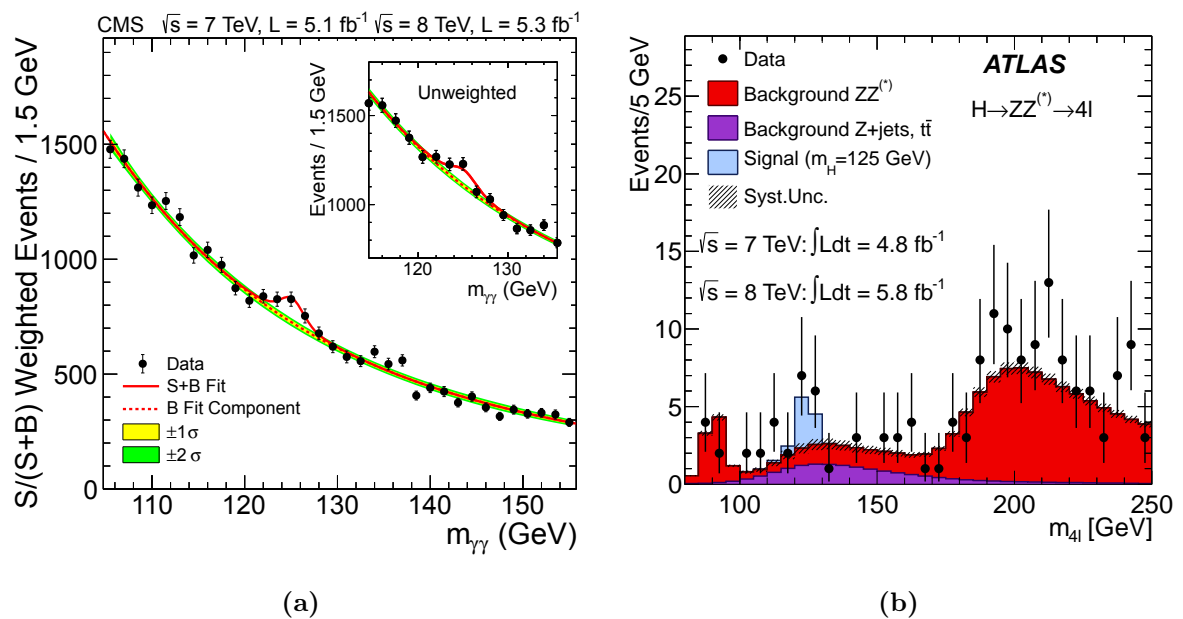 CMS √s = 7 TeV, L = 5.1 fb⁻¹ √s = 8 TeV, L = 5.3 fb⁻¹
S/(S+B) Weighted Events / 1.5 GeV
1500
1000
500
0
110 120 130 140 150
m_γγ (GeV)
Data
S+B Fit
B Fit Component
±1σ
±2 σ
Unweighted
Events / 1.5 GeV
1500
1000
120 130
m_γγ (GeV)
(a)
Events/5 GeV
25
20
15
10
5
0
100 150 200 250
m_4l [GeV]
Data
Background ZZ⁽*⁾
Background Z+jets, tt̄
Signal (m_H=125 GeV)
Syst.Unc.
√s = 7 TeV: ∫Ldt = 4.8 fb⁻¹
√s = 8 TeV: ∫Ldt = 5.8 fb⁻¹
ATLAS
H→ZZ⁽*⁾→4l
(b)